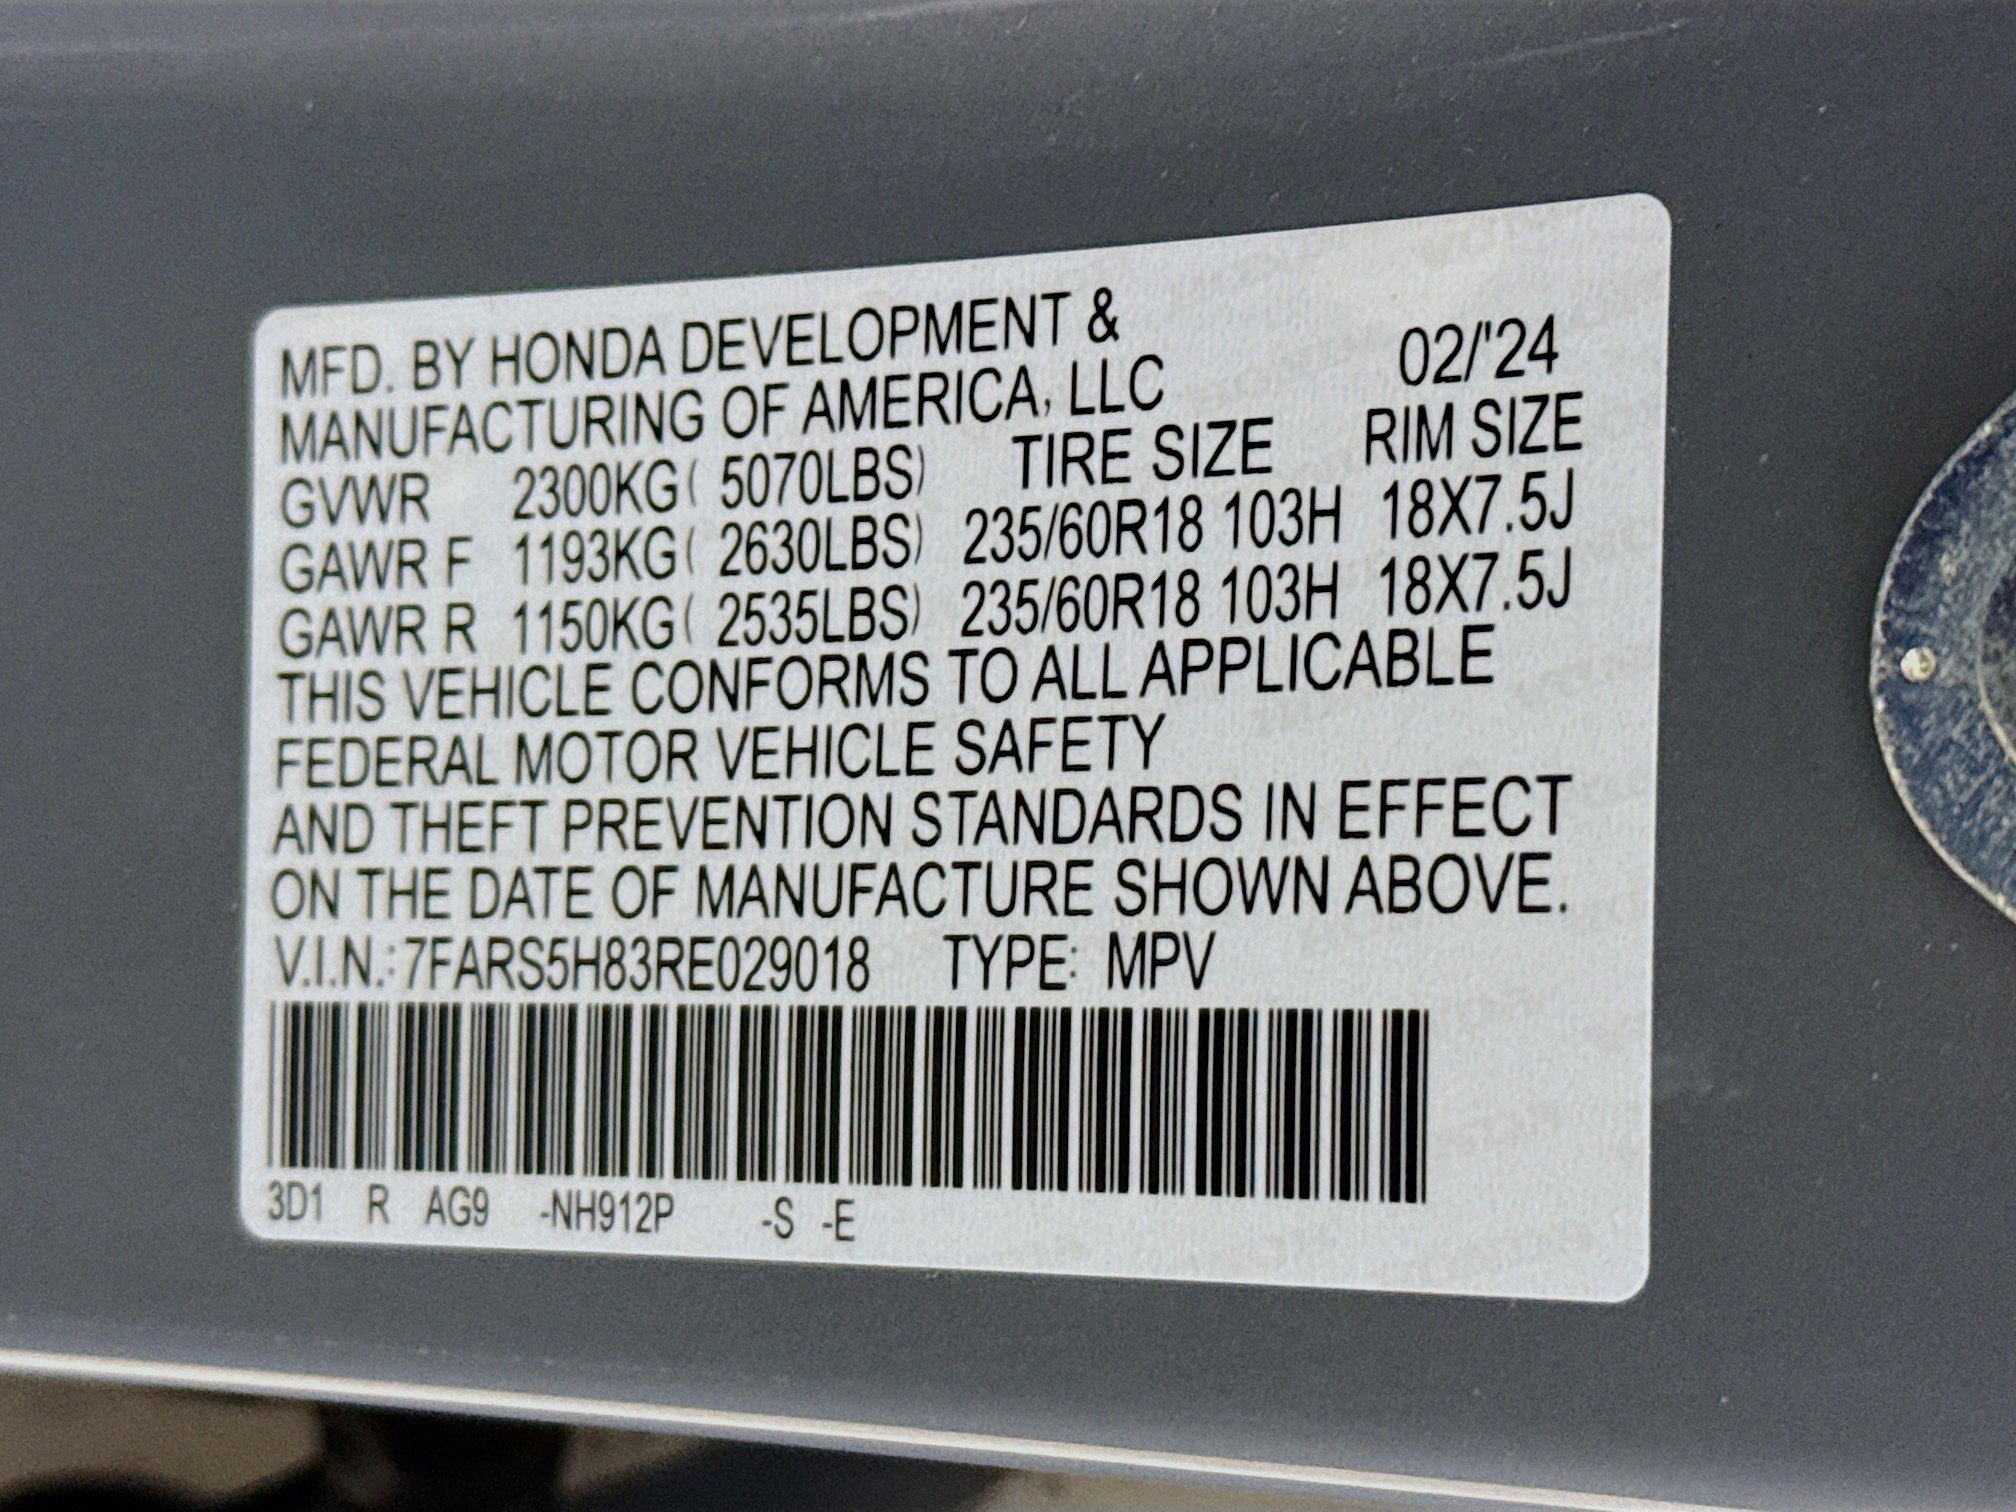 MFD. BY HONDA DEVELOPMENT &
MANUFACTURING OF AMERICA, LLC 02/'24
GVWR 2300KG( 5070LBS) TIRE SIZE RIM SIZE
GAWR F 1193KG( 2630LBS) 235/60R18 103H 18X7.5J
GAWR R 1150KG( 2535LBS) 235/60R18 103H 18X7.5J
THIS VEHICLE CONFORMS TO ALL APPLICABLE
FEDERAL MOTOR VEHICLE SAFETY
AND THEFT PREVENTION STANDARDS IN EFFECT
ON THE DATE OF MANUFACTURE SHOWN ABOVE.
V.I.N.: 7FARS5H83RE029018 TYPE: MPV
3D1 R AG9 -NH912P -S -E